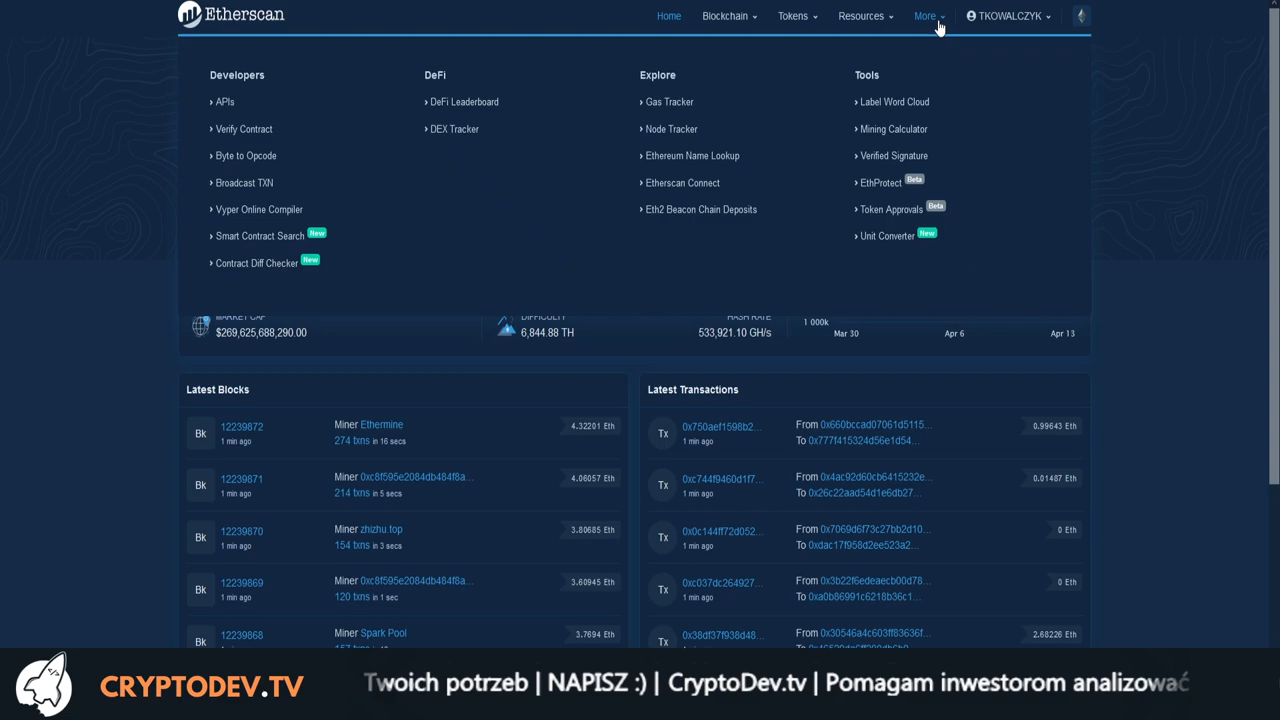 Etherscan
Home Blockchain Tokens Resources More TKOWALCZYK
Developers
APIs
Verify Contract
Byte to Opcode
Broadcast TXN
Vyper Online Compiler
Smart Contract Search New
Contract Diff Checker New
DeFi
DeFi Leaderboard
DEX Tracker
Explore
Gas Tracker
Node Tracker
Ethereum Name Lookup
Etherscan Connect
Eth2 Beacon Chain Deposits
Tools
Label Word Cloud
Mining Calculator
Verified Signature
EthProtect Beta
Token Approvals Beta
Unit Converter New
MARKET CAP
$269,625,688,290.00
DIFFICULTY
6,844.88 TH
HASH RATE
533,921.10 GH/s
1 000k
Mar 30 Apr 6 Apr 13
Latest Blocks
Bk 12239872 Miner Ethermine 4.32201 Eth
1 min ago 274 txns in 16 secs
Bk 12239871 Miner 0xc8f595e2084db484f8a... 4.06057 Eth
1 min ago 214 txns in 5 secs
Bk 12239870 Miner zhizhu.top 3.80685 Eth
1 min ago 154 txns in 3 secs
Bk 12239869 Miner 0xc8f595e2084db484f8a... 3.60945 Eth
1 min ago 120 txns in 1 sec
Bk 12239868 Miner Spark Pool 3.7694 Eth
Latest Transactions
Tx 0x750aef1598b2... From 0x660bccad07061d5115... 0.99643 Eth
1 min ago To 0x777f415324d56e1d54...
Tx 0xc744f9460d1f7... From 0x4ac92d60cb6415232e... 0.01487 Eth
1 min ago To 0x26c22aad54d1e6db27...
Tx 0x0c144ff72d052... From 0x7069d6f73c27bb2d10... 0 Eth
1 min ago To 0xdac17f958d2ee523a2...
Tx 0xc037dc264927... From 0x3b22f6edeaecb00d78... 0 Eth
1 min ago To 0xa0b86991c6218b36c1...
Tx 0x38df37f938d48... From 0x30546a4c603ff83636f... 2.68226 Eth
CRYPTODEV.TV
Twoich potrzeb | NAPISZ :) | CryptoDev.tv | Pomagam inwestorom analizować